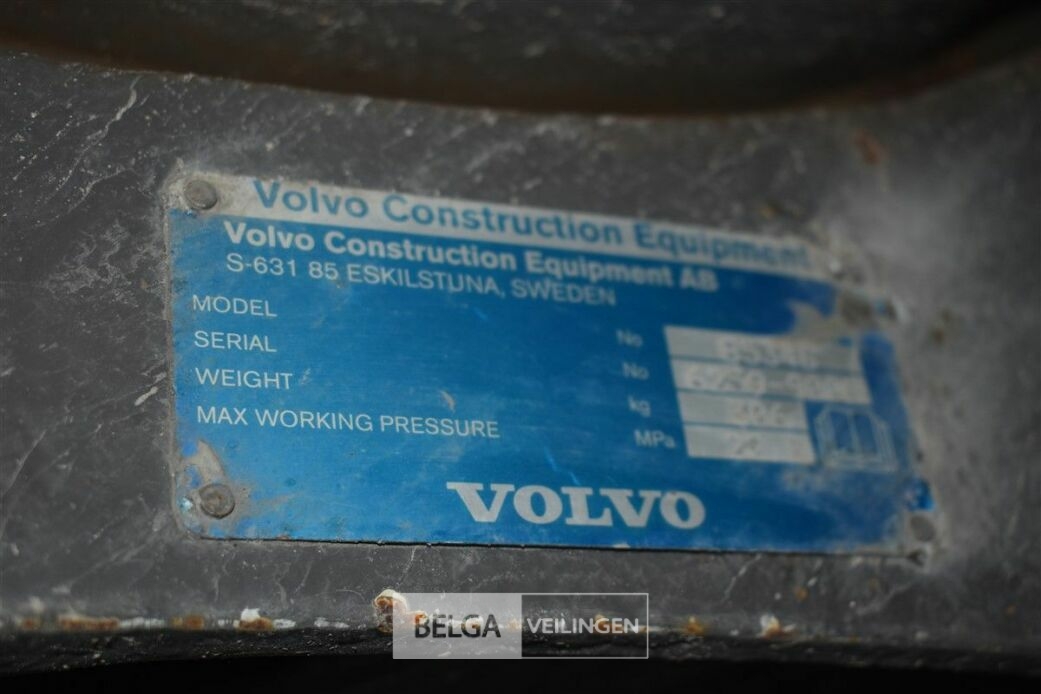 Volvo Construction Equipment
Volvo Construction Equipment AB
S-631 85 ESKILSTUNA, SWEDEN
MODEL No
SERIAL No
WEIGHT kg
MAX WORKING PRESSURE MPa
VOLVO
BELGA VEILINGEN